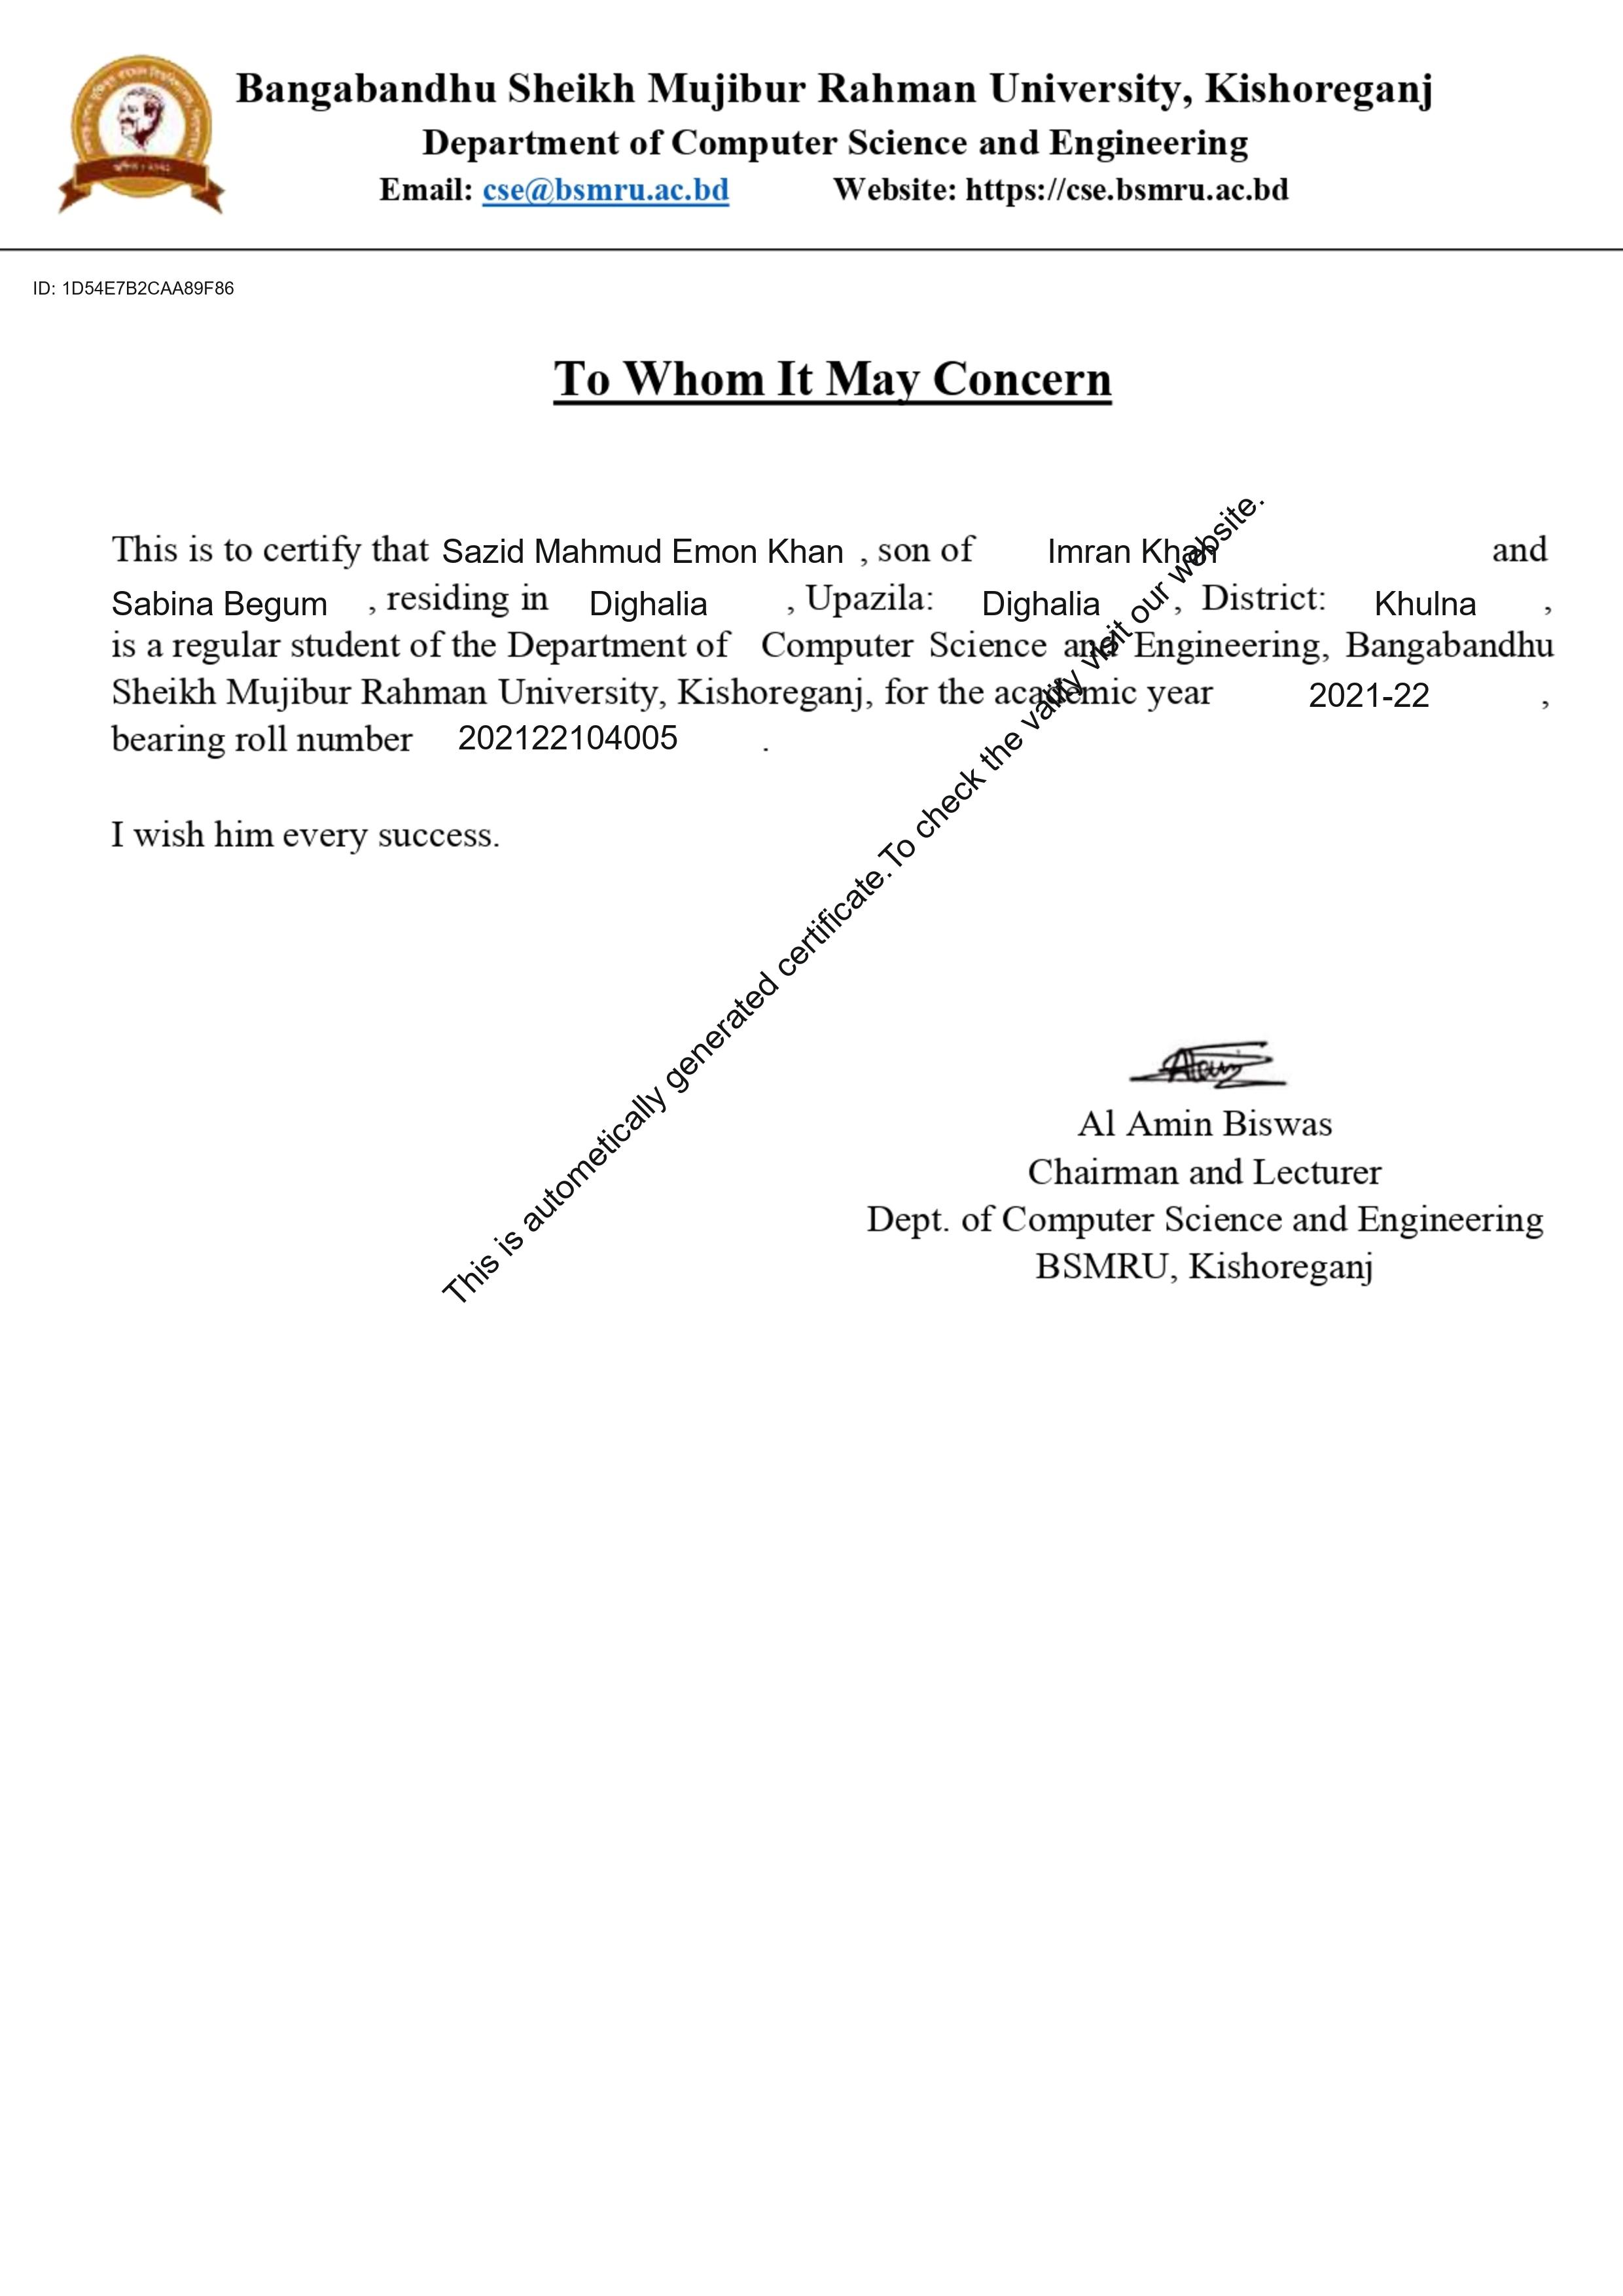 Bangabandhu Sheikh Mujibur Rahman University, Kishoreganj
Department of Computer Science and Engineering
Email: cse@bsmru.ac.bd Website: https://cse.bsmru.ac.bd
ID: 1D54E7B2CAA89F86
To Whom It May Concern
This is to certify that Sazid Mahmud Emon Khan , son of Imran Khan and
Sabina Begum , residing in Dighalia , Upazila: Dighalia , District: Khulna ,
is a regular student of the Department of Computer Science and Engineering, Bangabandhu
Sheikh Mujibur Rahman University, Kishoreganj, for the academic year 2021-22 ,
bearing roll number 202122104005 .
I wish him every success.
This is autometically generated certificate.To check the vality visit our website.
Al Amin Biswas
Chairman and Lecturer
Dept. of Computer Science and Engineering
BSMRU, Kishoreganj